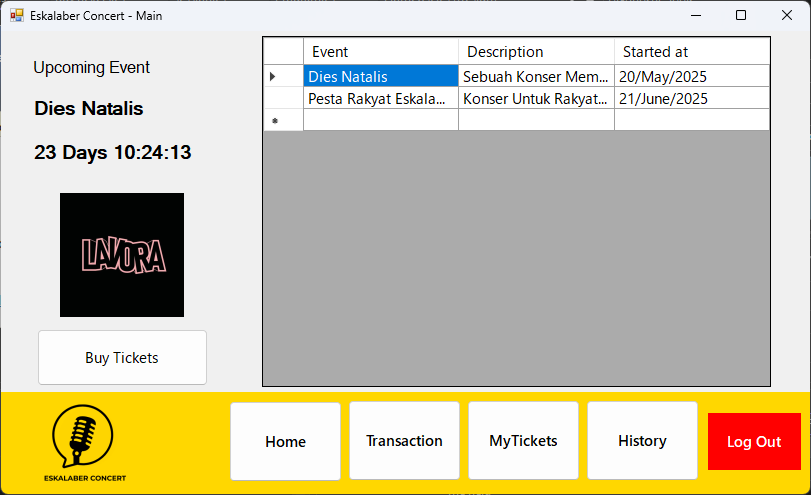 Eskalaber Concert - Main
Upcoming Event
Dies Natalis
23 Days 10:24:13
LAVORA
Buy Tickets
Event Description Started at
Dies Natalis Sebuah Konser Mem... 20/May/2025
Pesta Rakyat Eskala... Konser Untuk Rakyat... 21/June/2025
ESKALABER CONCERT
Home Transaction MyTickets History Log Out